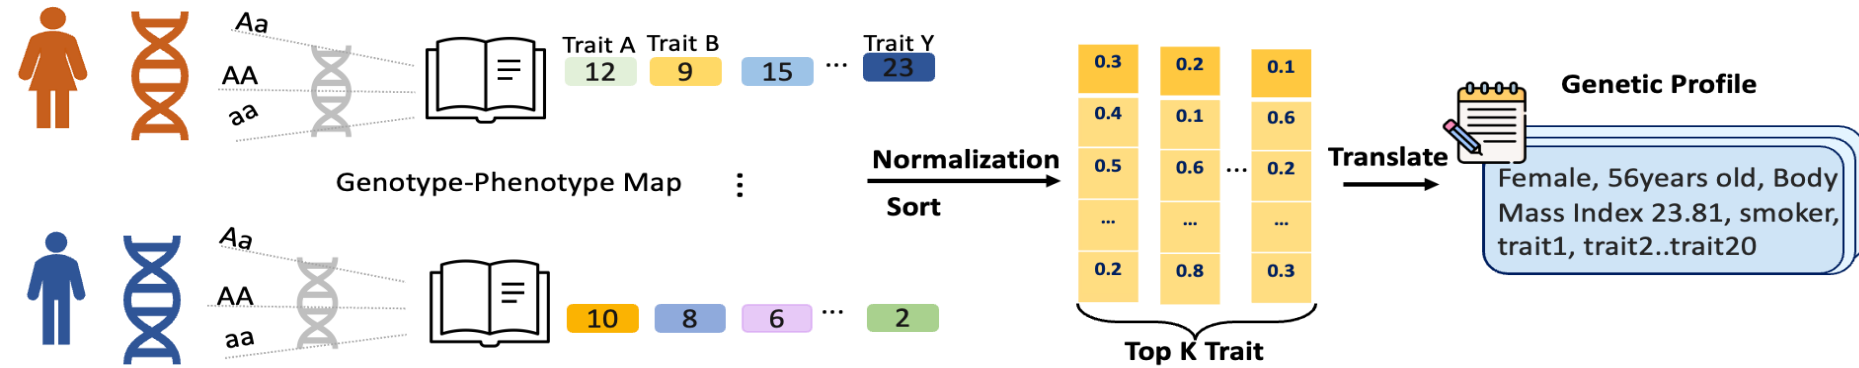 Aa
AA
aa
Trait A Trait B ... Trait Y
12 9 15 23
Genotype-Phenotype Map
⋮
Aa
AA
aa
10 8 6 ... 2
Normalization
Sort
0.3 0.2 0.1
0.4 0.1 0.6
0.5 0.6 ... 0.2
... ... ...
0.2 0.8 0.3
Top K Trait
Translate
Genetic Profile
Female, 56years old, Body
Mass Index 23.81, smoker,
trait1, trait2..trait20